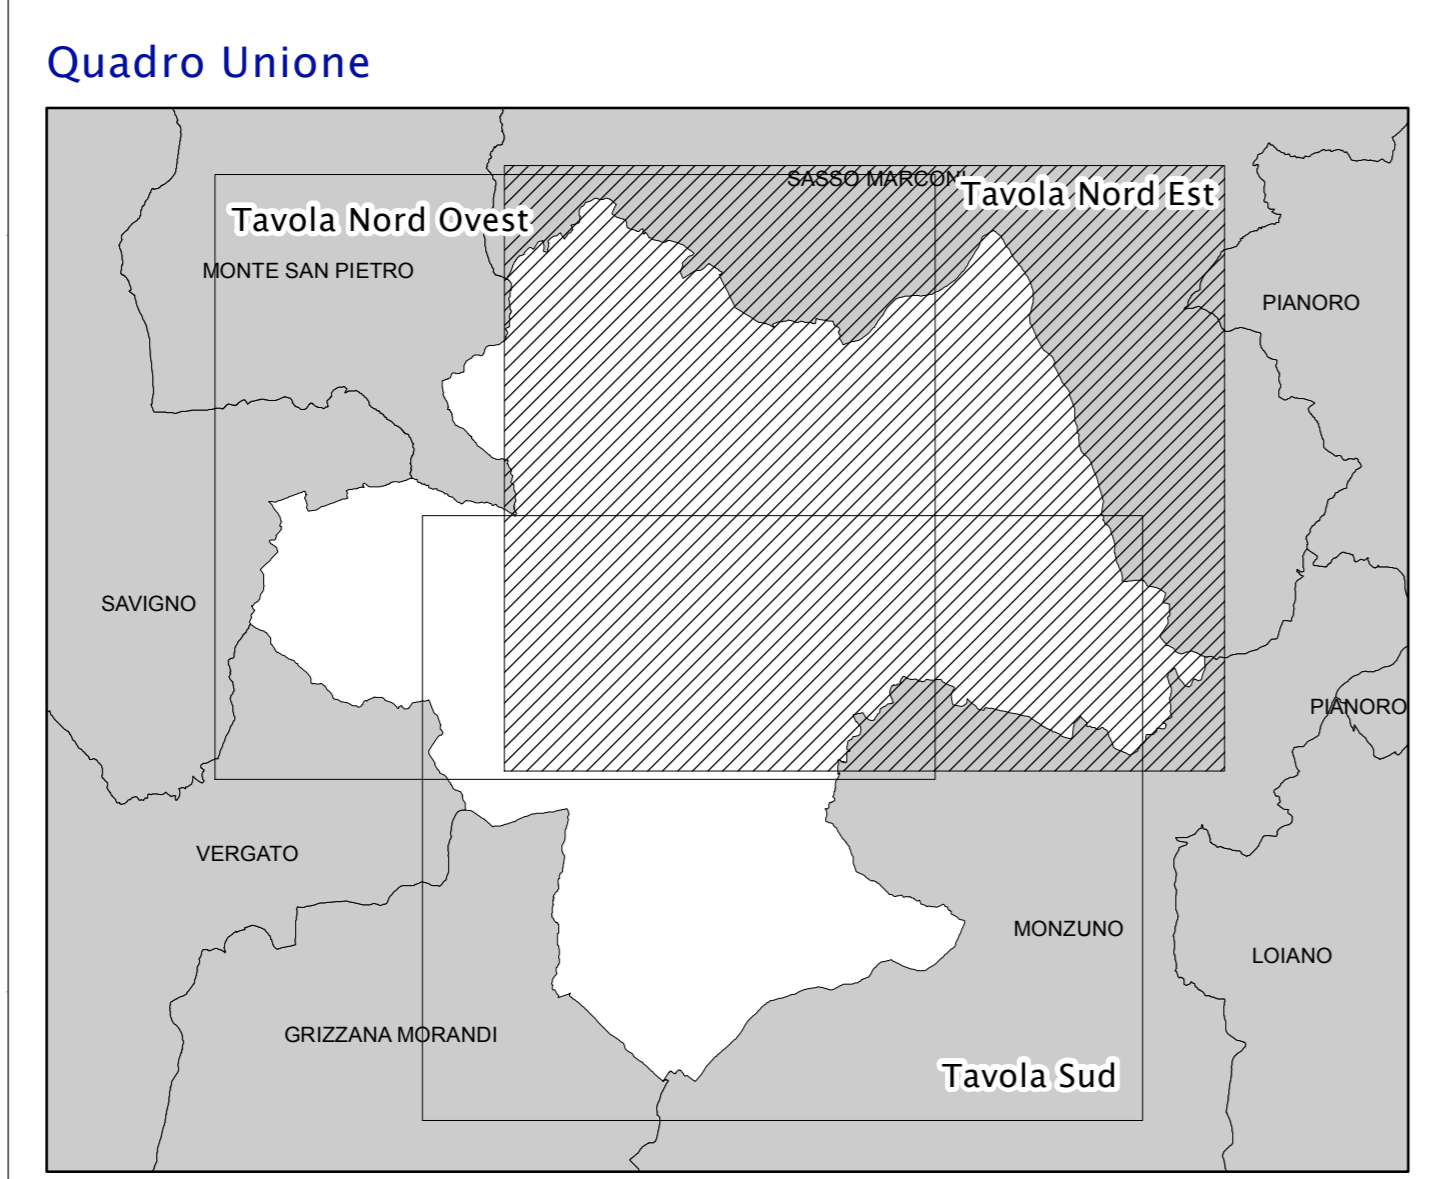 Quadro Unione
SASSO MARCONI
Tavola Nord Est
Tavola Nord Ovest
MONTE SAN PIETRO
PIANORO
SAVIGNO
PIANORO
VERGATO
MONZUNO
LOIANO
GRIZZANA MORANDI
Tavola Sud